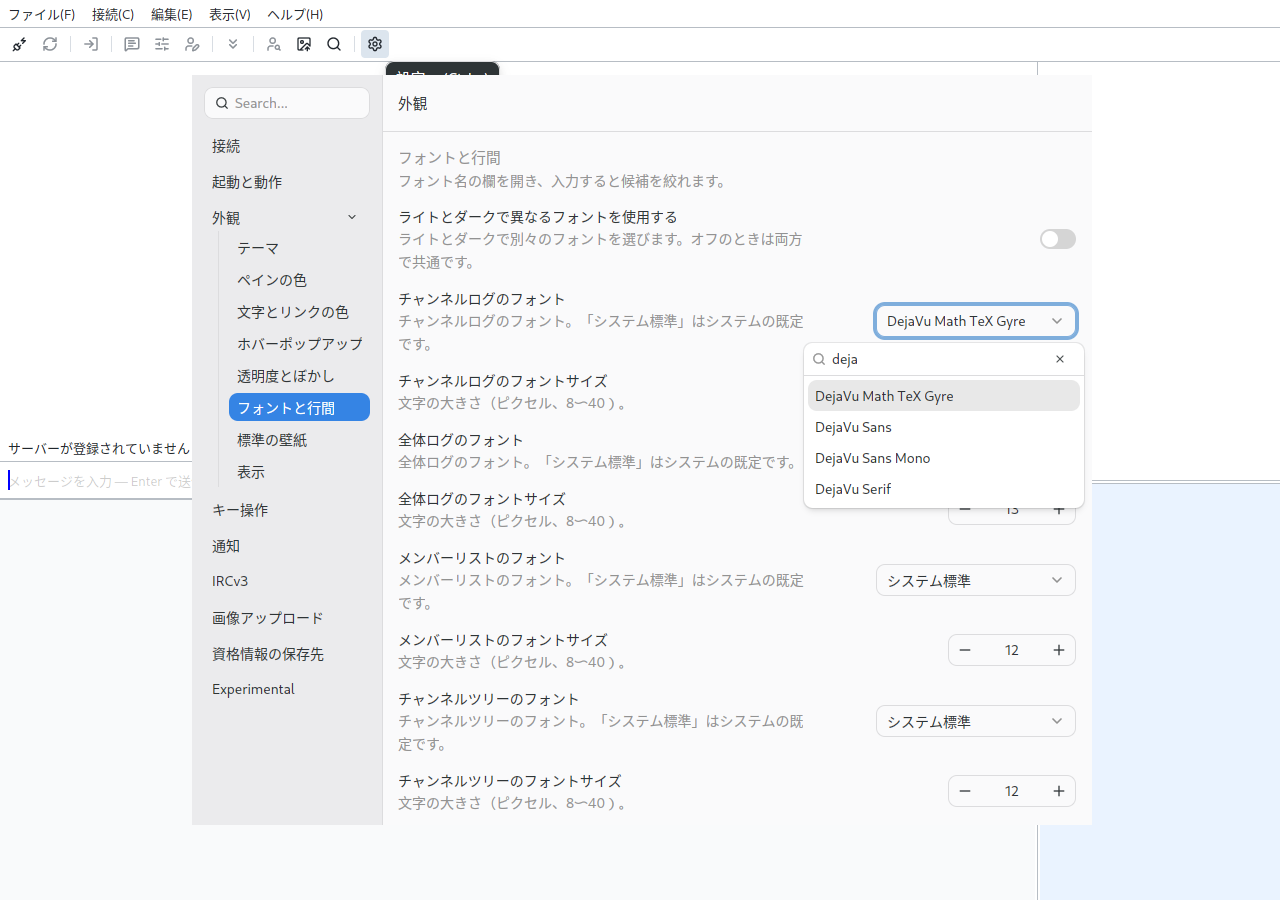 ファイル(F) 接続(C) 編集(E) 表示(V) ヘルプ(H)
Search...
接続
起動と動作
外観
テーマ
ペインの色
文字とリンクの色
ホバーポップアップ
透明度とぼかし
フォントと行間
標準の壁紙
表示
キー操作
通知
IRCv3
画像アップロード
資格情報の保存先
Experimental
サーバーが登録されていません
メッセージを入力 — Enter で送
外観
フォントと行間
フォント名の欄を開き、入力すると候補を絞れます。
ライトとダークで異なるフォントを使用する
ライトとダークで別々のフォントを選びます。オフのときは両方
で共通です。
チャンネルログのフォント
チャンネルログのフォント。「システム標準」はシステムの既定
です。
DejaVu Math TeX Gyre
deja
DejaVu Math TeX Gyre
DejaVu Sans
DejaVu Sans Mono
DejaVu Serif
チャンネルログのフォントサイズ
文字の大きさ（ピクセル、8〜40）。
全体ログのフォント
全体ログのフォント。「システム標準」はシステムの既定です。
全体ログのフォントサイズ
文字の大きさ（ピクセル、8〜40）。
13
メンバーリストのフォント
メンバーリストのフォント。「システム標準」はシステムの既定
です。
システム標準
メンバーリストのフォントサイズ
文字の大きさ（ピクセル、8〜40）。
12
チャンネルツリーのフォント
チャンネルツリーのフォント。「システム標準」はシステムの既
定です。
システム標準
チャンネルツリーのフォントサイズ
文字の大きさ（ピクセル、8〜40）。
12